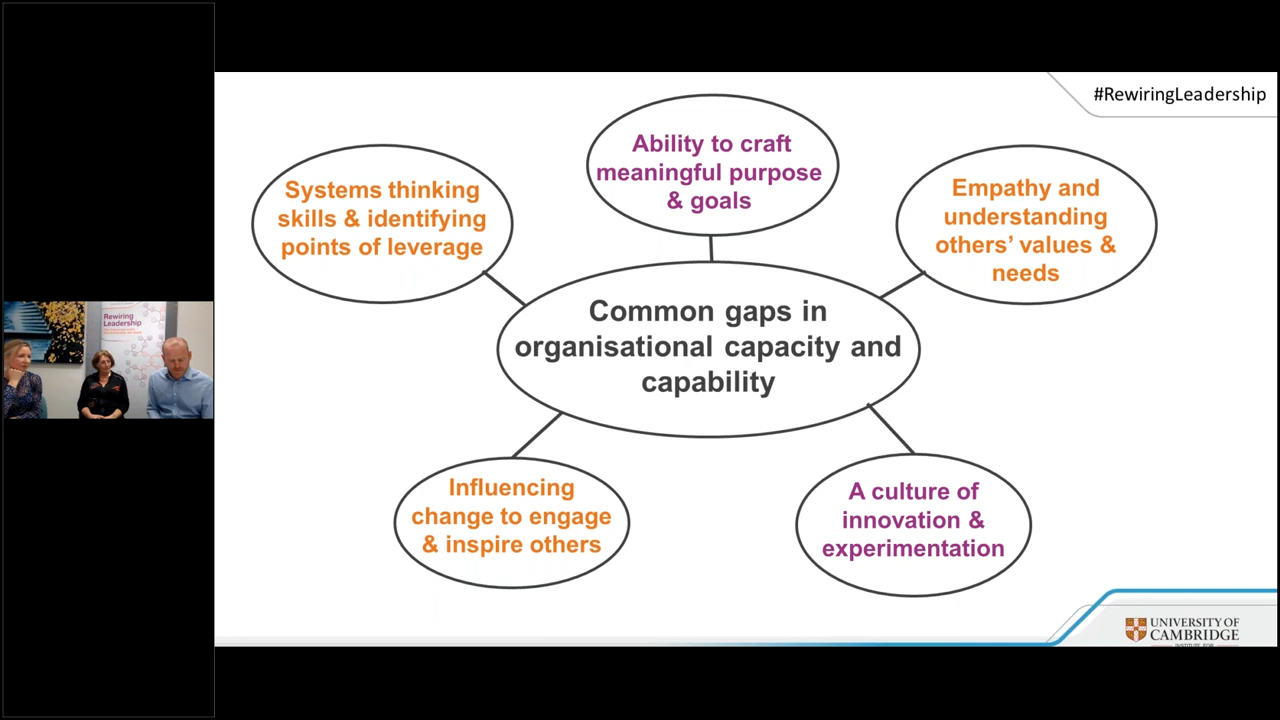 #RewiringLeadership
Ability to craft
meaningful purpose
& goals
Systems thinking
skills & identifying
points of leverage
Empathy and
understanding
others’ values &
needs
Common gaps in
organisational capacity and
capability
Influencing
change to engage
& inspire others
A culture of
innovation &
experimentation
Rewiring
Leadership
UNIVERSITY OF
CAMBRIDGE
INSTITUTE FOR